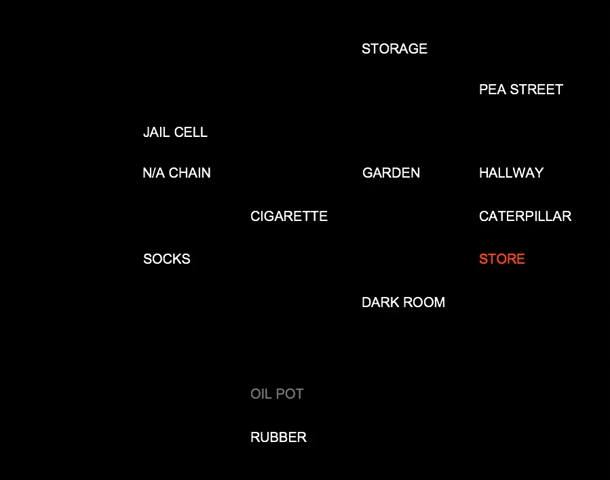 STORAGE
PEA STREET
JAIL CELL
N/A CHAIN GARDEN HALLWAY
CIGARETTE CATERPILLAR
SOCKS STORE
DARK ROOM
OIL POT
RUBBER